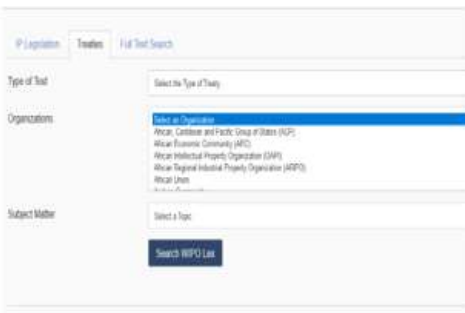 IP Legislation Treaties Full Text Search
Type of Text Select the Type of Treaty
Organizations Select an Organization
African, Caribbean and Pacific Group of States (ACP)
African Economic Community (AEC)
African Intellectual Property Organization (OAPI)
African Regional Industrial Property Organization (ARIPO)
African Union
Subject Matter Select a Topic
Search WIPO Lex